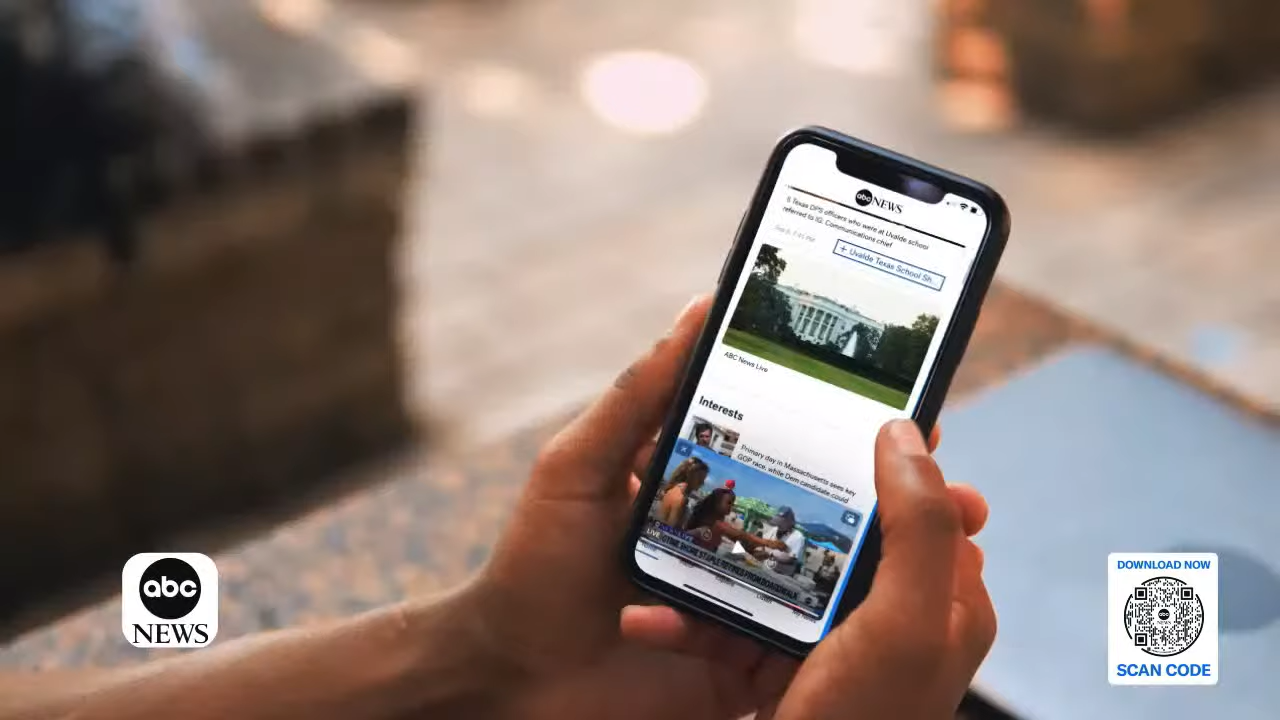 abc NEWS
5 Texas DPS officers who were at Uvalde school
referred to IG: Communications chief
+ Uvalde Texas School Sh...
ABC News Live
Interests
Primary day in Massachusetts sees key
GOP race, while Dem candidate could
LIVE
Home
abc
NEWS
DOWNLOAD NOW
SCAN CODE